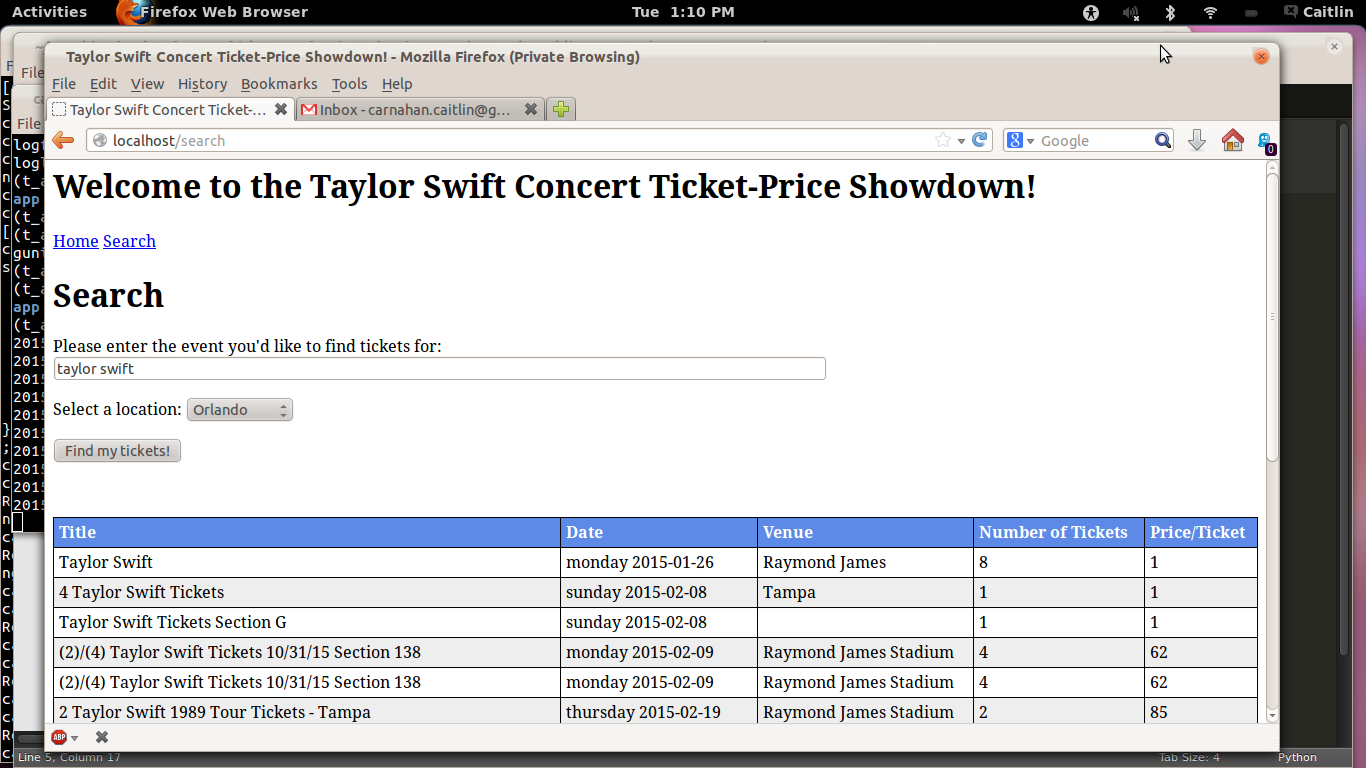 Activities Firefox Web Browser Tue 1:10 PM Caitlin
Taylor Swift Concert Ticket-Price Showdown! - Mozilla Firefox (Private Browsing)
File
File Edit View History Bookmarks Tools Help
Taylor Swift Concert Ticket-... Inbox - carnahan.caitlin@g...
File
localhost/search Google
0
Welcome to the Taylor Swift Concert Ticket-Price Showdown!
Home Search
Search
Please enter the event you'd like to find tickets for:
taylor swift
Select a location: Orlando
Find my tickets!
Title Date Venue Number of Tickets Price/Ticket
Taylor Swift monday 2015-01-26 Raymond James 8 1
4 Taylor Swift Tickets sunday 2015-02-08 Tampa 1 1
Taylor Swift Tickets Section G sunday 2015-02-08 1 1
(2)/(4) Taylor Swift Tickets 10/31/15 Section 138 monday 2015-02-09 Raymond James Stadium 4 62
(2)/(4) Taylor Swift Tickets 10/31/15 Section 138 monday 2015-02-09 Raymond James Stadium 4 62
2 Taylor Swift 1989 Tour Tickets - Tampa thursday 2015-02-19 Raymond James Stadium 2 85
ABP
Line 5, Column 17 Tab Size: 4 Python